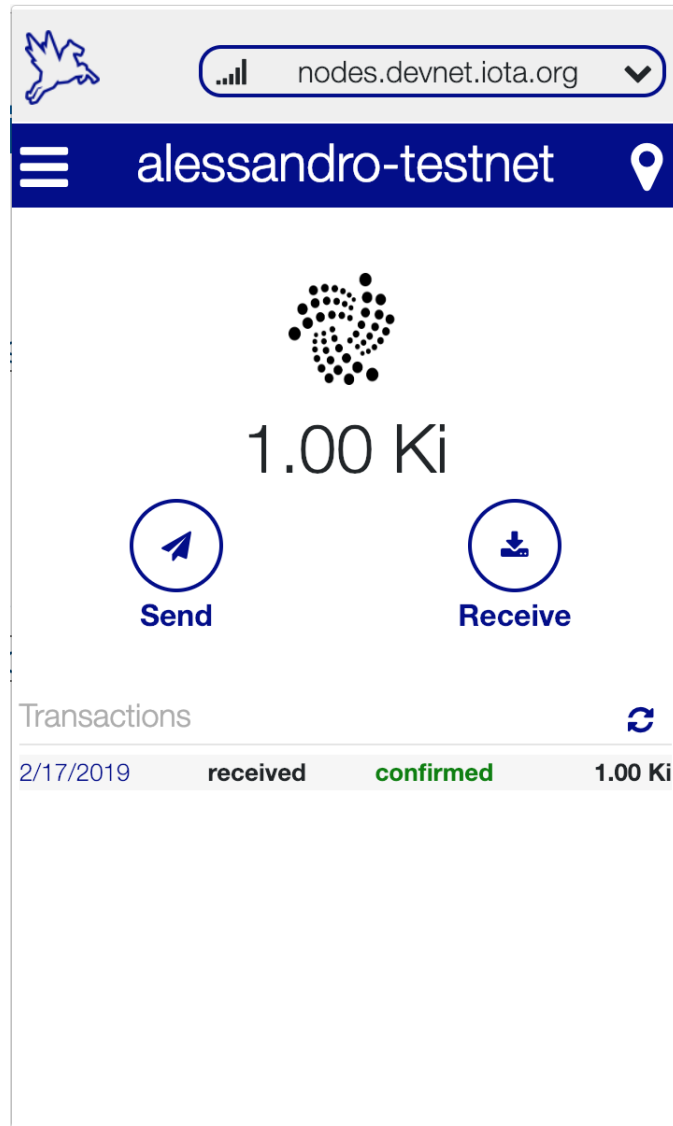 nodes.devnet.iota.org
alessandro-testnet
1.00 Ki
Send Receive
Transactions
2/17/2019 received confirmed 1.00 Ki